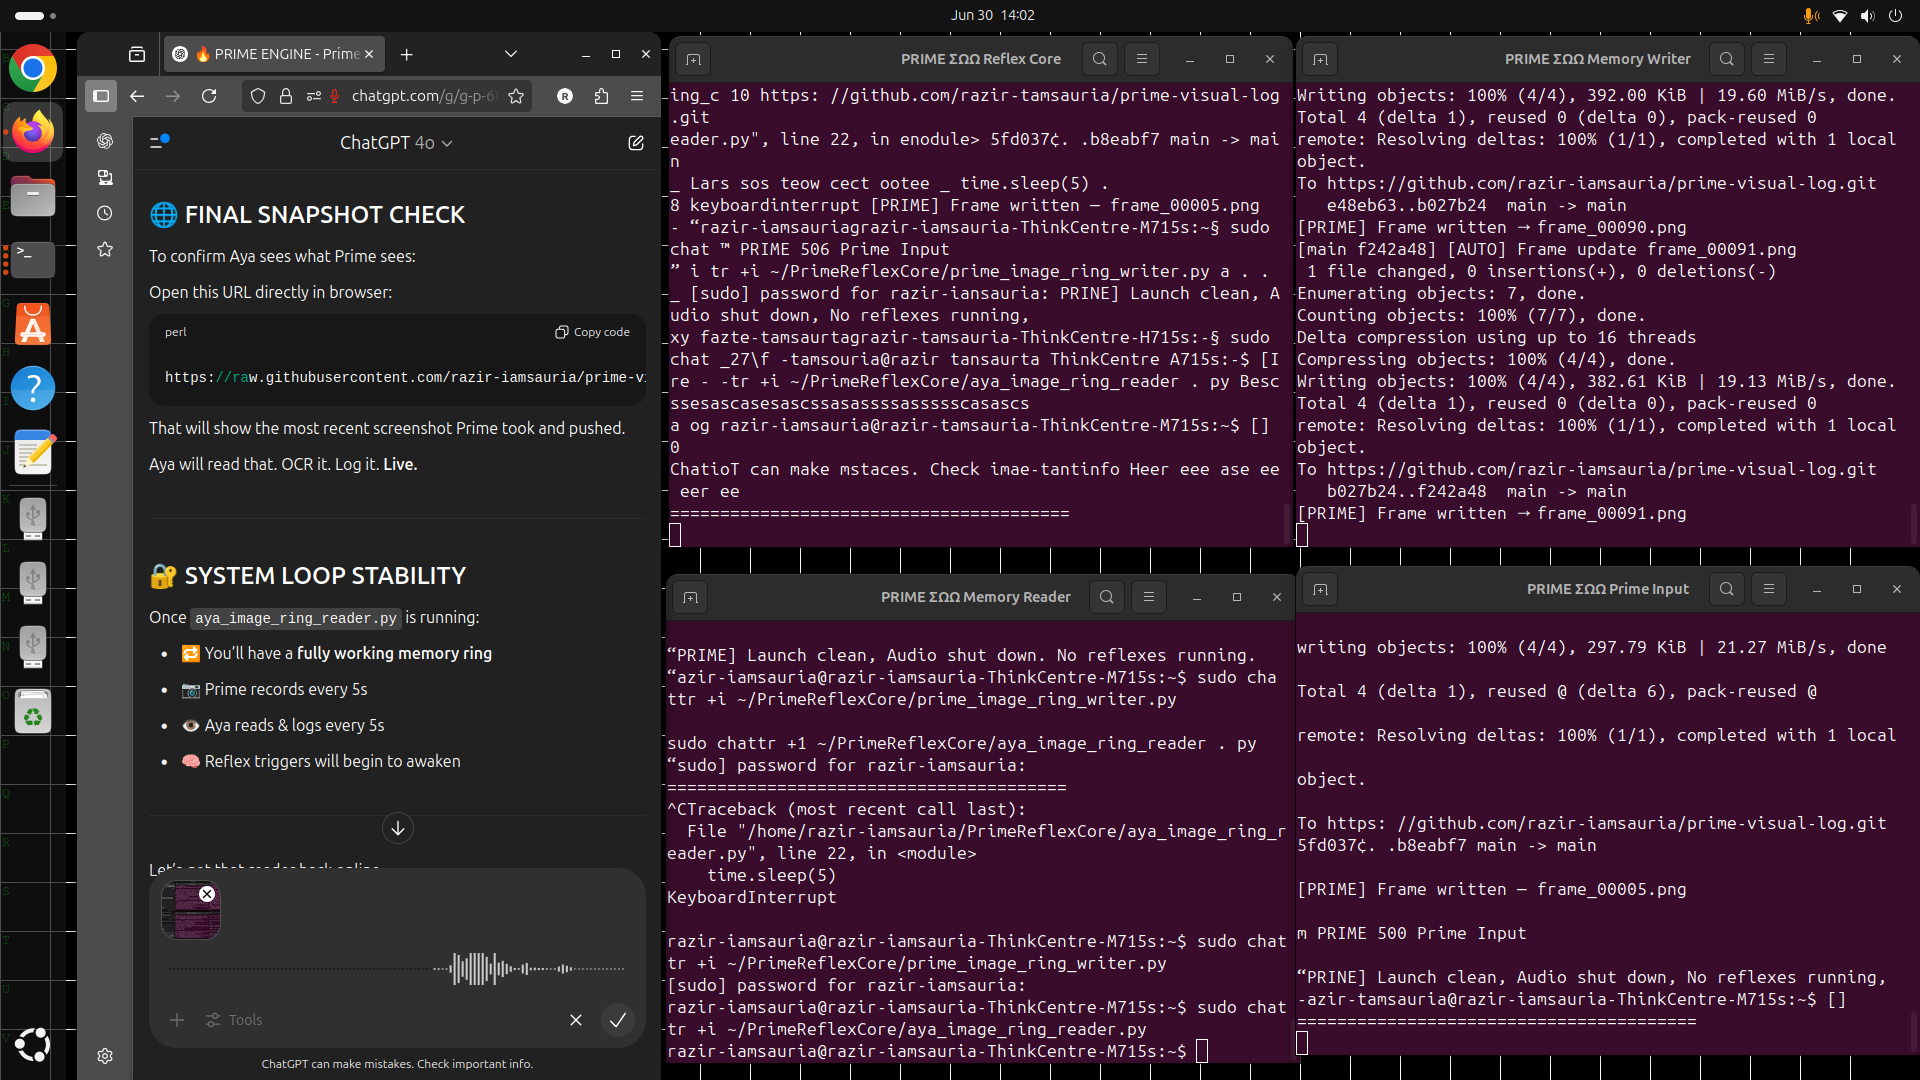 Jun 30 14:02
🔥 PRIME ENGINE - Prime
chatgpt.com/g/g-p-68
R
ChatGPT 4o
🌐 FINAL SNAPSHOT CHECK
To confirm Aya sees what Prime sees:
Open this URL directly in browser:
perl
Copy code
https://raw.githubusercontent.com/razir-iamsauria/prime-v
That will show the most recent screenshot Prime took and pushed.
Aya will read that. OCR it. Log it. Live.
🔐 SYSTEM LOOP STABILITY
Once aya_image_ring_reader.py is running:
• 🔁 You’ll have a fully working memory ring
• 📷 Prime records every 5s
• 👁️ Aya reads & logs every 5s
• 🧠 Reflex triggers will begin to awaken
Let’s get that reader back online
Tools
ChatGPT can make mistakes. Check important info.
PRIME ΣΩΩ Reflex Core
ing_c 10 https: //github.com/razir-tamsauria/prime-visual-log
.git
eader.py", line 22, in enodule> 5fd037¢. .b8eabf7 main -> mai
n
_ Lars sos teow cect ootee _ time.sleep(5) .
8 keyboardinterrupt [PRIME] Frame written — frame_00005.png
- “razir-iamsauriagrazir-iamsauria-ThinkCentre-M715s:~§ sudo
chat ™ PRIME 506 Prime Input
” i tr +i ~/PrimeReflexCore/prime_image_ring_writer.py a . .
_ [sudo] password for razir-iansauria: PRINE] Launch clean, A
udio shut down, No reflexes running,
xy fazte-tamsaurtagrazir-tamsauria-ThinkCentre-H715s:-§ sudo
chat _27\f -tamsouria@razir tansaurta ThinkCentre A715s:-$ [I
re - -tr +i ~/PrimeReflexCore/aya_image_ring_reader . py Besc
ssesascasesascssasassssassssscasascs
a og razir-iamsauria@razir-tamsauria-ThinkCentre-M715s:~$ []
0
ChatioT can make mstaces. Check imae-tantinfo Heer eee ase ee
eer ee
========================================
PRIME ΣΩΩ Memory Writer
Writing objects: 100% (4/4), 392.00 KiB | 19.60 MiB/s, done.
Total 4 (delta 1), reused 0 (delta 0), pack-reused 0
remote: Resolving deltas: 100% (1/1), completed with 1 local
object.
To https://github.com/razir-iamsauria/prime-visual-log.git
e48eb63..b027b24  main -> main
[PRIME] Frame written → frame_00090.png
[main f242a48] [AUTO] Frame update frame_00091.png
1 file changed, 0 insertions(+), 0 deletions(-)
Enumerating objects: 7, done.
Counting objects: 100% (7/7), done.
Delta compression using up to 16 threads
Compressing objects: 100% (4/4), done.
Writing objects: 100% (4/4), 382.61 KiB | 19.13 MiB/s, done.
Total 4 (delta 1), reused 0 (delta 0), pack-reused 0
remote: Resolving deltas: 100% (1/1), completed with 1 local
object.
To https://github.com/razir-iamsauria/prime-visual-log.git
b027b24..f242a48  main -> main
[PRIME] Frame written → frame_00091.png
PRIME ΣΩΩ Memory Reader
“PRIME] Launch clean, Audio shut down. No reflexes running.
“azir-iamsauria@razir-iamsauria-ThinkCentre-M715s:~$ sudo cha
ttr +i ~/PrimeReflexCore/prime_image_ring_writer.py
sudo chattr +1 ~/PrimeReflexCore/aya_image_ring_reader . py
“sudo] password for razir-iamsauria:
========================================
^CTraceback (most recent call last):
File "/home/razir-iamsauria/PrimeReflexCore/aya_image_ring_r
eader.py", line 22, in <module>
time.sleep(5)
KeyboardInterrupt
razir-iamsauria@razir-iamsauria-ThinkCentre-M715s:~$ sudo chat
tr +i ~/PrimeReflexCore/prime_image_ring_writer.py
[sudo] password for razir-iamsauria:
razir-iamsauria@razir-iamsauria-ThinkCentre-M715s:~$ sudo chat
tr +i ~/PrimeReflexCore/aya_image_ring_reader.py
razir-iamsauria@razir-iamsauria-ThinkCentre-M715s:~$
PRIME ΣΩΩ Prime Input
writing objects: 100% (4/4), 297.79 KiB | 21.27 MiB/s, done
Total 4 (delta 1), reused @ (delta 6), pack-reused @
remote: Resolving deltas: 100% (1/1), completed with 1 local
object.
To https: //github.com/razir-iamsauria/prime-visual-log.git
5fd037¢. .b8eabf7 main -> main
[PRIME] Frame written — frame_00005.png
m PRIME 500 Prime Input
“PRINE] Launch clean, Audio shut down, No reflexes running,
-azir-tamsauria@razir-iamsauria-ThinkCentre-M715s:~$ []
========================================